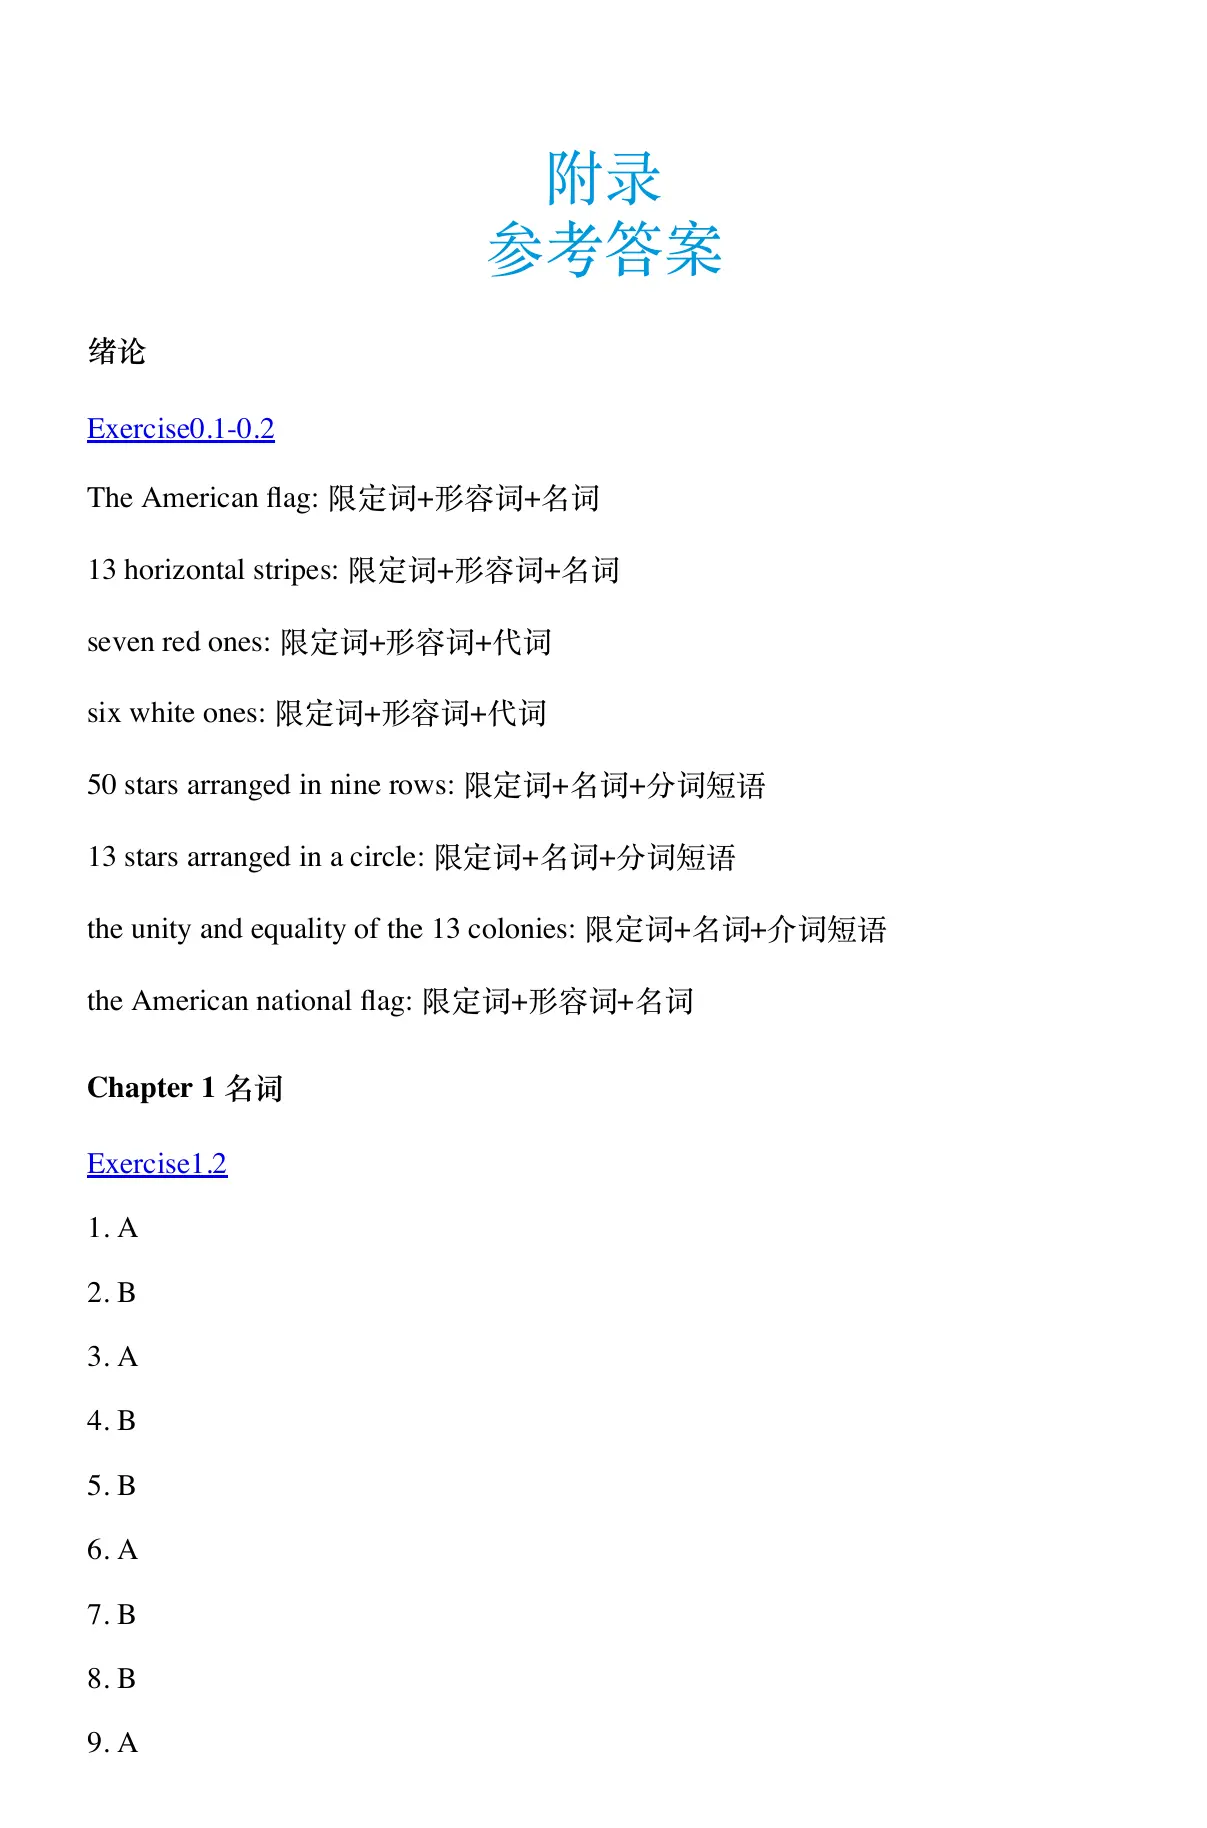 附录
参考答案
绪论
Exercise0.1-0.2
The American flag: 限定词+形容词+名词
13 horizontal stripes: 限定词+形容词+名词
seven red ones: 限定词+形容词+代词
six white ones: 限定词+形容词+代词
50 stars arranged in nine rows: 限定词+名词+分词短语
13 stars arranged in a circle: 限定词+名词+分词短语
the unity and equality of the 13 colonies: 限定词+名词+介词短语
the American national flag: 限定词+形容词+名词
Chapter 1 名词
Exercise1.2
1. A
2. B
3. A
4. B
5. B
6. A
7. B
8. B
9. A